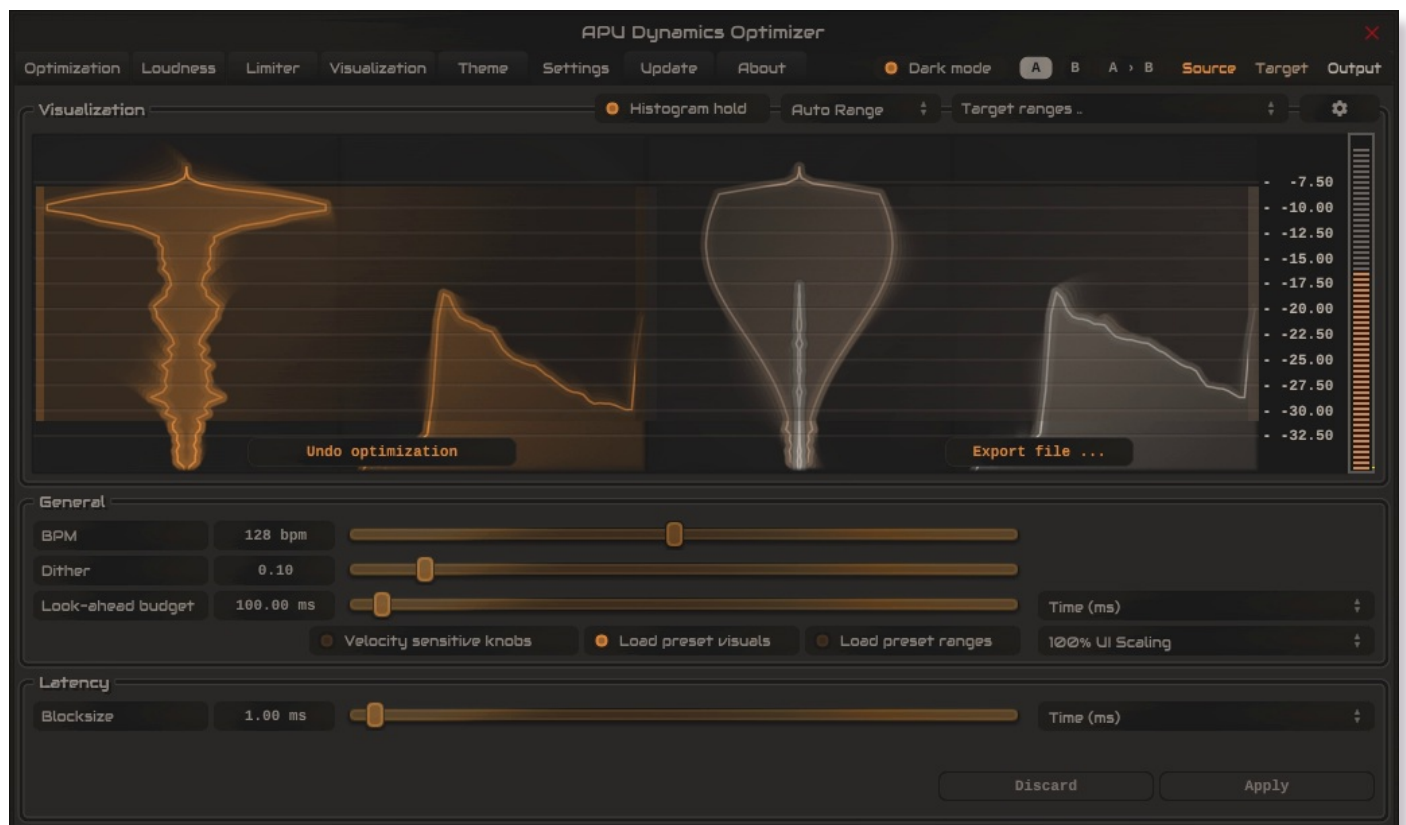 APU Dynamics Optimizer
Optimization Loudness Limiter Visualization Theme Settings Update About Dark mode A B A › B Source Target Output
Visualization Histogram hold Auto Range Target ranges ..
- -7.50
- -10.00
- -12.50
- -15.00
- -17.50
- -20.00
- -22.50
- -25.00
- -27.50
- -30.00
- -32.50
Undo optimization Export file ...
General
BPM 128 bpm
Dither 0.10
Look-ahead budget 100.00 ms Time (ms)
Velocity sensitive knobs Load preset visuals Load preset ranges 100% UI Scaling
Latency
Blocksize 1.00 ms Time (ms)
Discard Apply